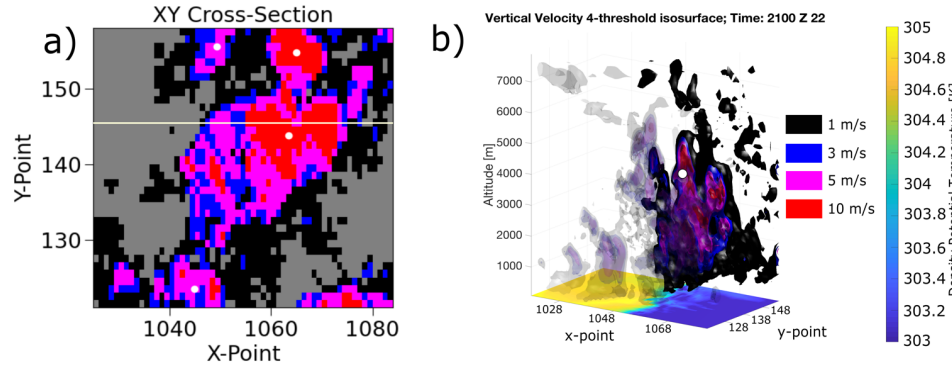 XY Cross-Section
a)
150
140
130
Y-Point
1040
1060
1080
X-Point
b)
Vertical Velocity 4-threshold isosurface; Time: 2100 Z 22
7000
6000
5000
4000
3000
2000
1000
Altitude [m]
1 m/s
3 m/s
5 m/s
10 m/s
1028
1048
1068
x-point
128
138
148
y-point
305
304.8
304.6
304.4
304.2
304
303.8
303.6
303.4
303.2
303